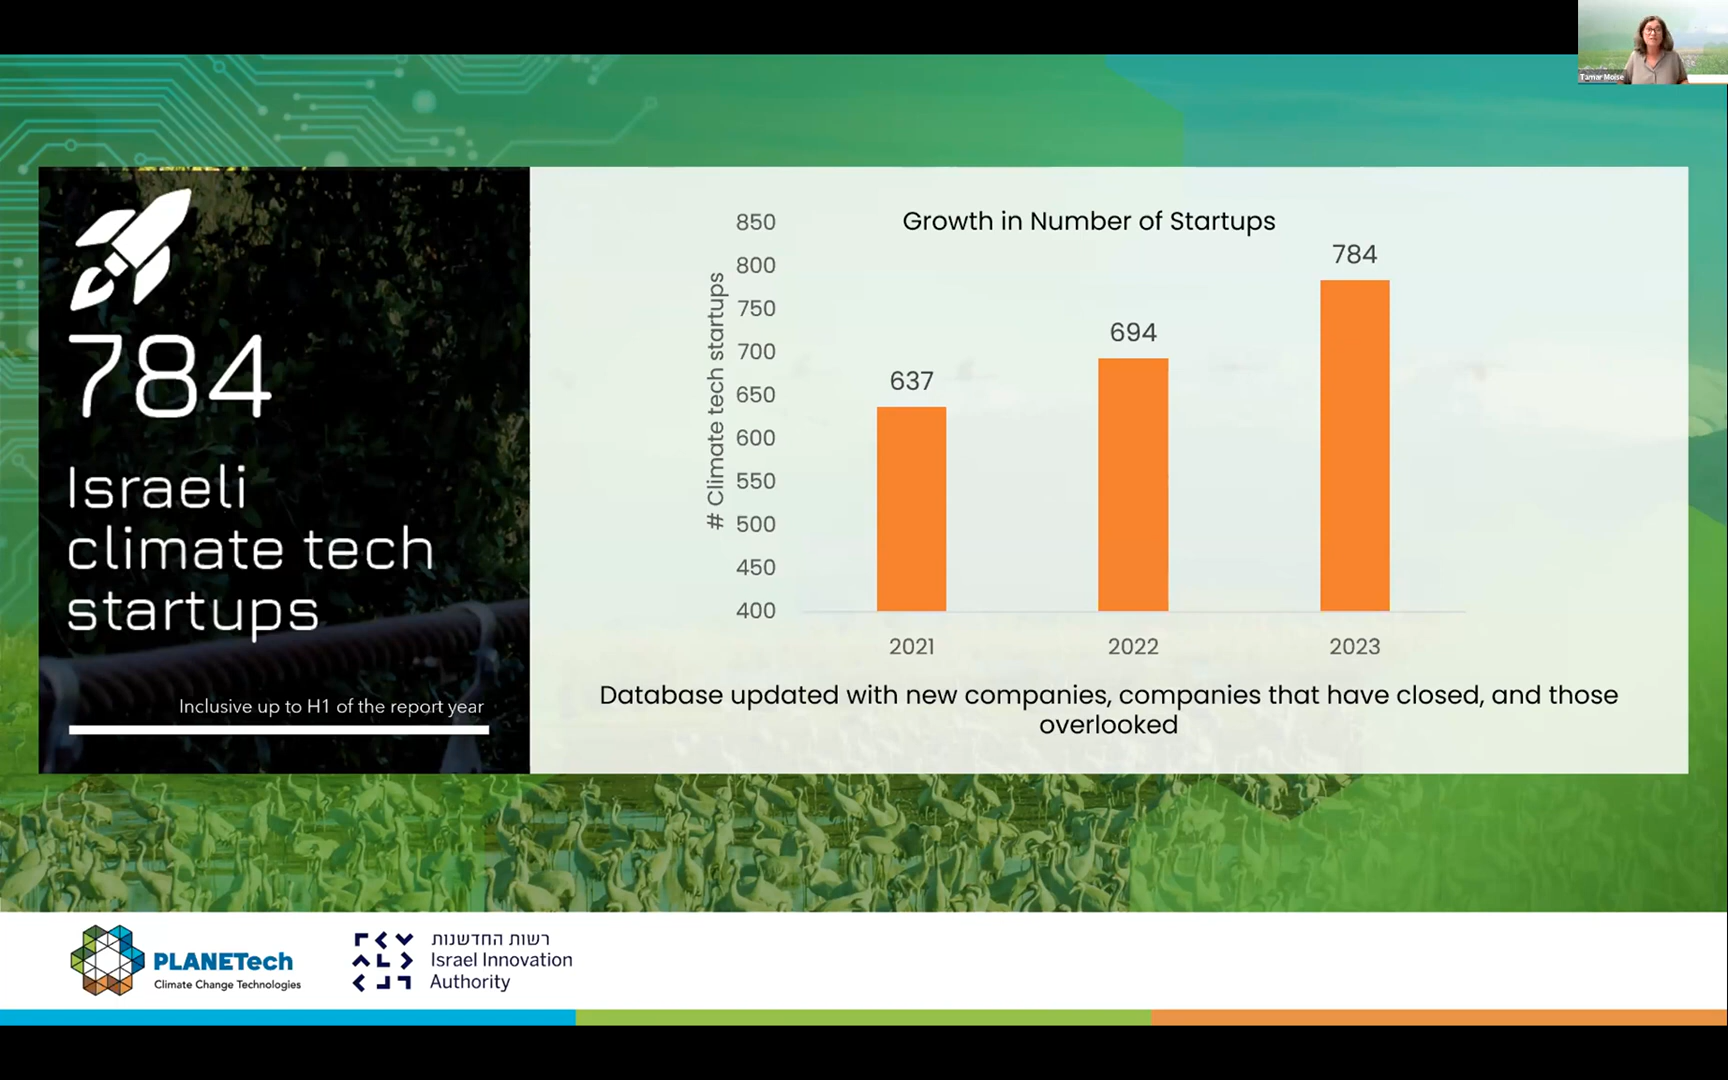 Tamar Moise
784
Israeli
climate tech
startups
Inclusive up to H1 of the report year
Growth in Number of Startups
# Climate tech startups
850
800
750
700
650
600
550
500
450
400
637
694
784
2021
2022
2023
Database updated with new companies, companies that have closed, and those
overlooked
PLANETech
Climate Change Technologies
רשות החדשנות
Israel Innovation
Authority